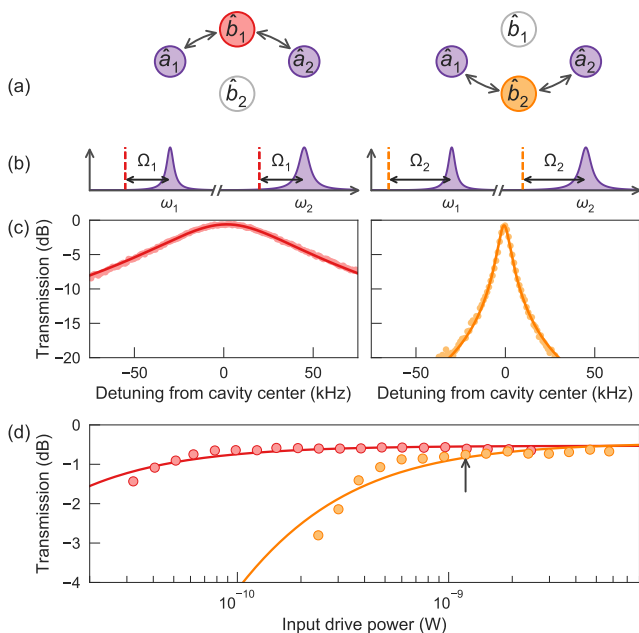 (a)
b̂₁
â₁
â₂
b̂₂
b̂₁
â₁
â₂
b̂₂
(b)
Ω₁
Ω₁
Ω₂
Ω₂
ω₁
ω₂
ω₁
ω₂
(c)
Transmission (dB)
0
−5
−10
−15
−20
−50
0
50
−50
0
50
Detuning from cavity center (kHz)
Detuning from cavity center (kHz)
(d)
Transmission (dB)
0
−1
−2
−3
−4
10⁻¹⁰
10⁻⁹
Input drive power (W)